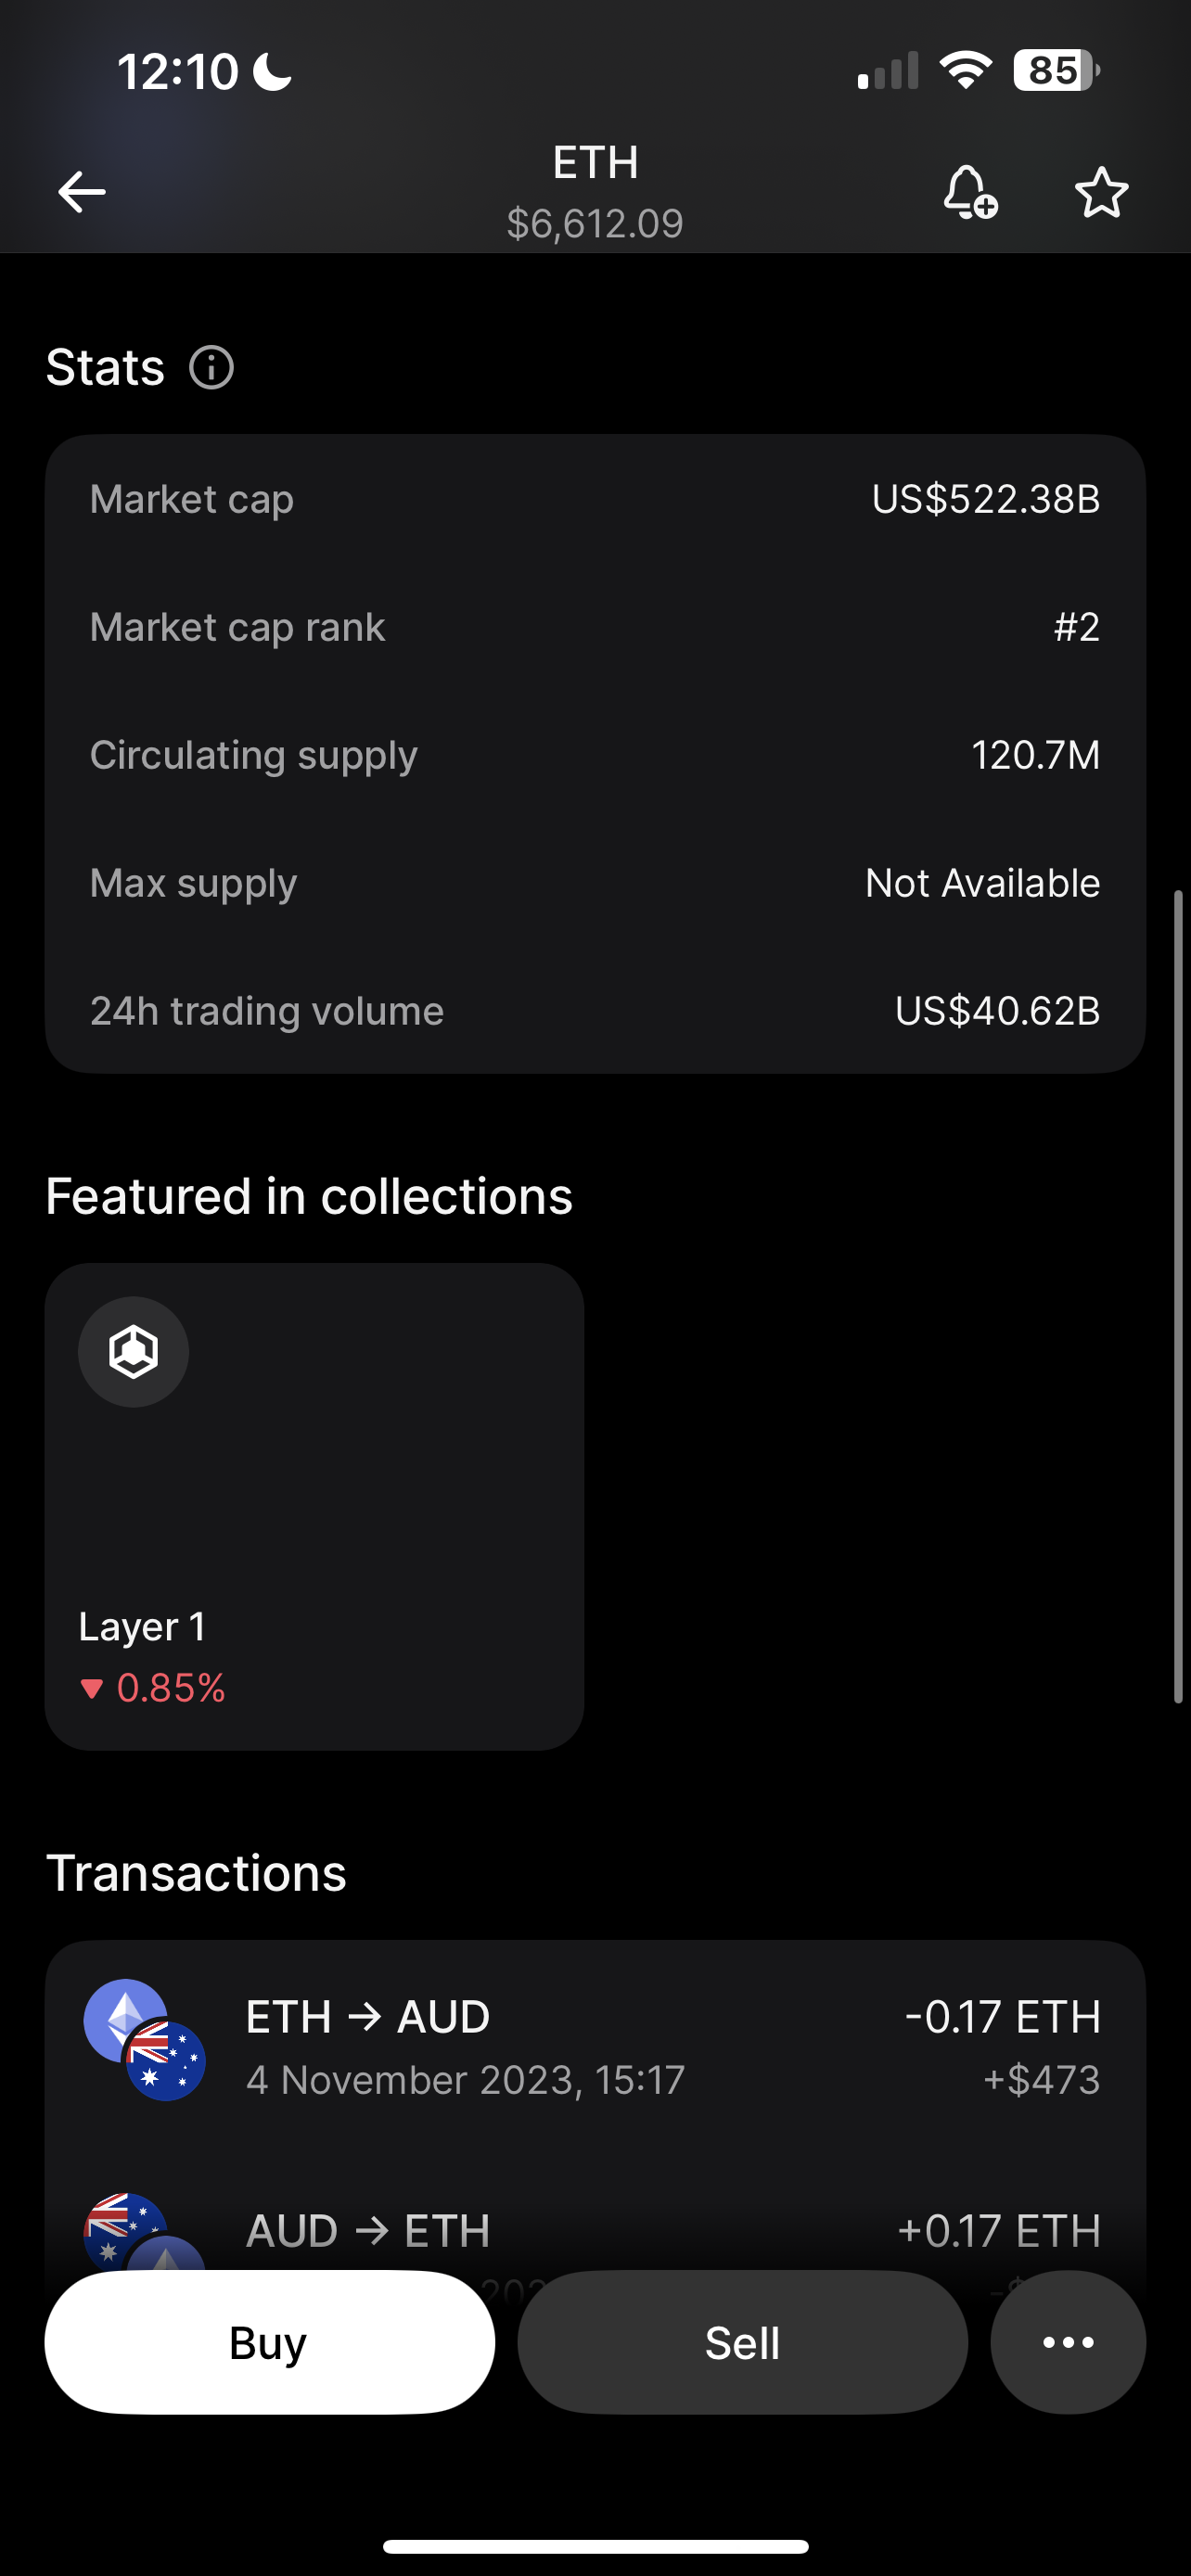 12:10
85
ETH
$6,612.09
Stats
Market cap US$522.38B
Market cap rank #2
Circulating supply 120.7M
Max supply Not Available
24h trading volume US$40.62B
Featured in collections
Layer 1
▼ 0.85%
Transactions
ETH → AUD -0.17 ETH
4 November 2023, 15:17 +$473
AUD → ETH +0.17 ETH
Buy
Sell